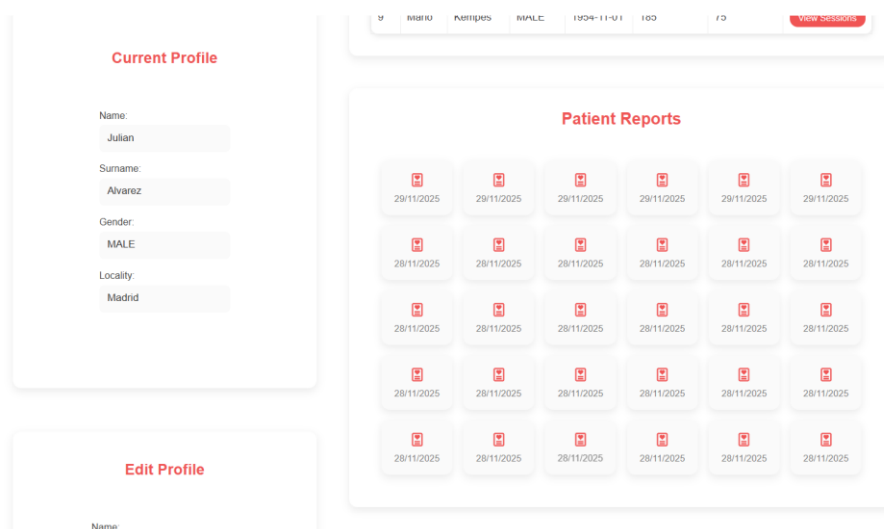 9 Mario Kempes MALE 1954-11-01 185 75 View Sessions
Current Profile
Name:
Julian
Surname:
Alvarez
Gender:
MALE
Locality:
Madrid
Edit Profile
Name:
Patient Reports
29/11/2025 29/11/2025 29/11/2025 29/11/2025 29/11/2025 29/11/2025
28/11/2025 28/11/2025 28/11/2025 28/11/2025 28/11/2025 28/11/2025
28/11/2025 28/11/2025 28/11/2025 28/11/2025 28/11/2025 28/11/2025
28/11/2025 28/11/2025 28/11/2025 28/11/2025 28/11/2025 28/11/2025
28/11/2025 28/11/2025 28/11/2025 28/11/2025 28/11/2025 28/11/2025